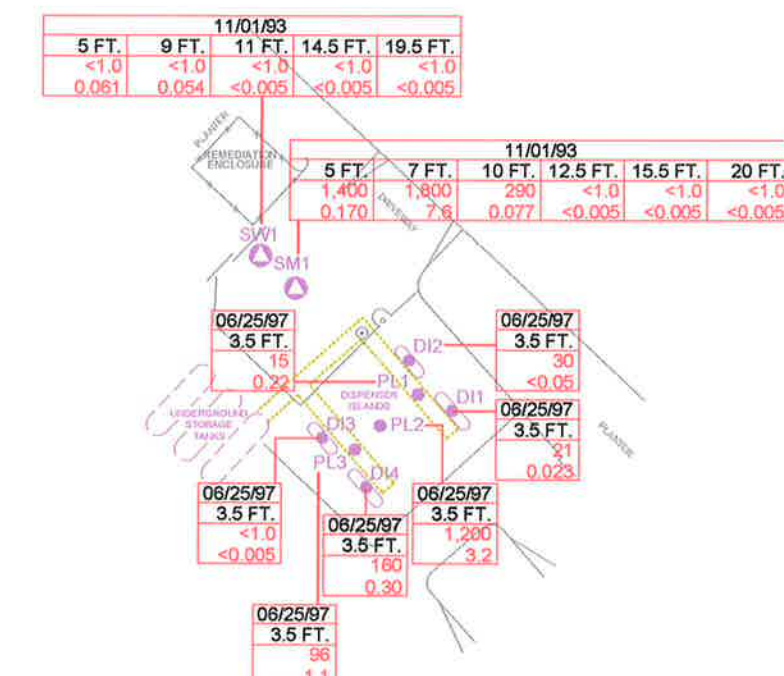 11/01/93
5 FT. 9 FT. 11 FT. 14.5 FT. 19.5 FT.
<1.0 <1.0 <1.0 <1.0 <1.0
0.061 0.054 <0.005 <0.005 <0.005
PLANTER
REMEDIATION
ENCLOSURE
11/01/93
5 FT. 7 FT. 10 FT. 12.5 FT. 15.5 FT. 20 FT.
1,400 1,800 290 <1.0 <1.0 <1.0
0.170 7.6 0.077 <0.005 <0.005 <0.005
DRIVEWAY
SW1
SM1
06/25/97
3.5 FT.
15
0.22
06/25/97
3.5 FT.
30
<0.05
DI2
PL1
DI1
DISPENSER
ISLANDS
06/25/97
3.5 FT.
21
0.023
UNDERGROUND
STORAGE
TANKS
DI3
PL2
PLANTER
PL3
DI4
06/25/97
3.5 FT.
<1.0
<0.005
06/25/97
3.5 FT.
160
0.30
06/25/97
3.5 FT.
1,200
3.2
06/25/97
3.5 FT.
96
1.1